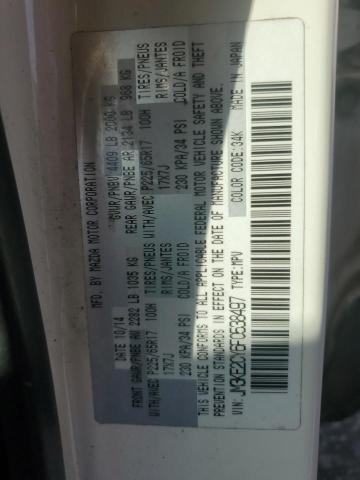 MFD. BY MAZDA MOTOR CORPORATION
DATE: 10/14 GVWR/PNBV 4409 LB 2000 KG
FRONT GAWR/PNBE AV 2282 LB 1035 KG REAR GAWR/PNBE AR 2134 LB 968 KG
WITH/AVEC P225/65R17 100H TIRES/PNEUS WITH/AVEC P225/65R17 100H TIRES/PNEUS
17X7J RIMS/JANTES 17X7J RIMS/JANTES
230 KPA/34 PSI COLD/A FROID 230 KPA/34 PSI COLD/A FROID
THIS VEHICLE CONFORMS TO ALL APPLICABLE FEDERAL MOTOR VEHICLE SAFETY AND THEFT
PREVENTION STANDARDS IN EFFECT ON THE DATE OF MANUFACTURE SHOWN ABOVE.
TYPE:MPV COLOR CODE:34K MADE IN JAPAN